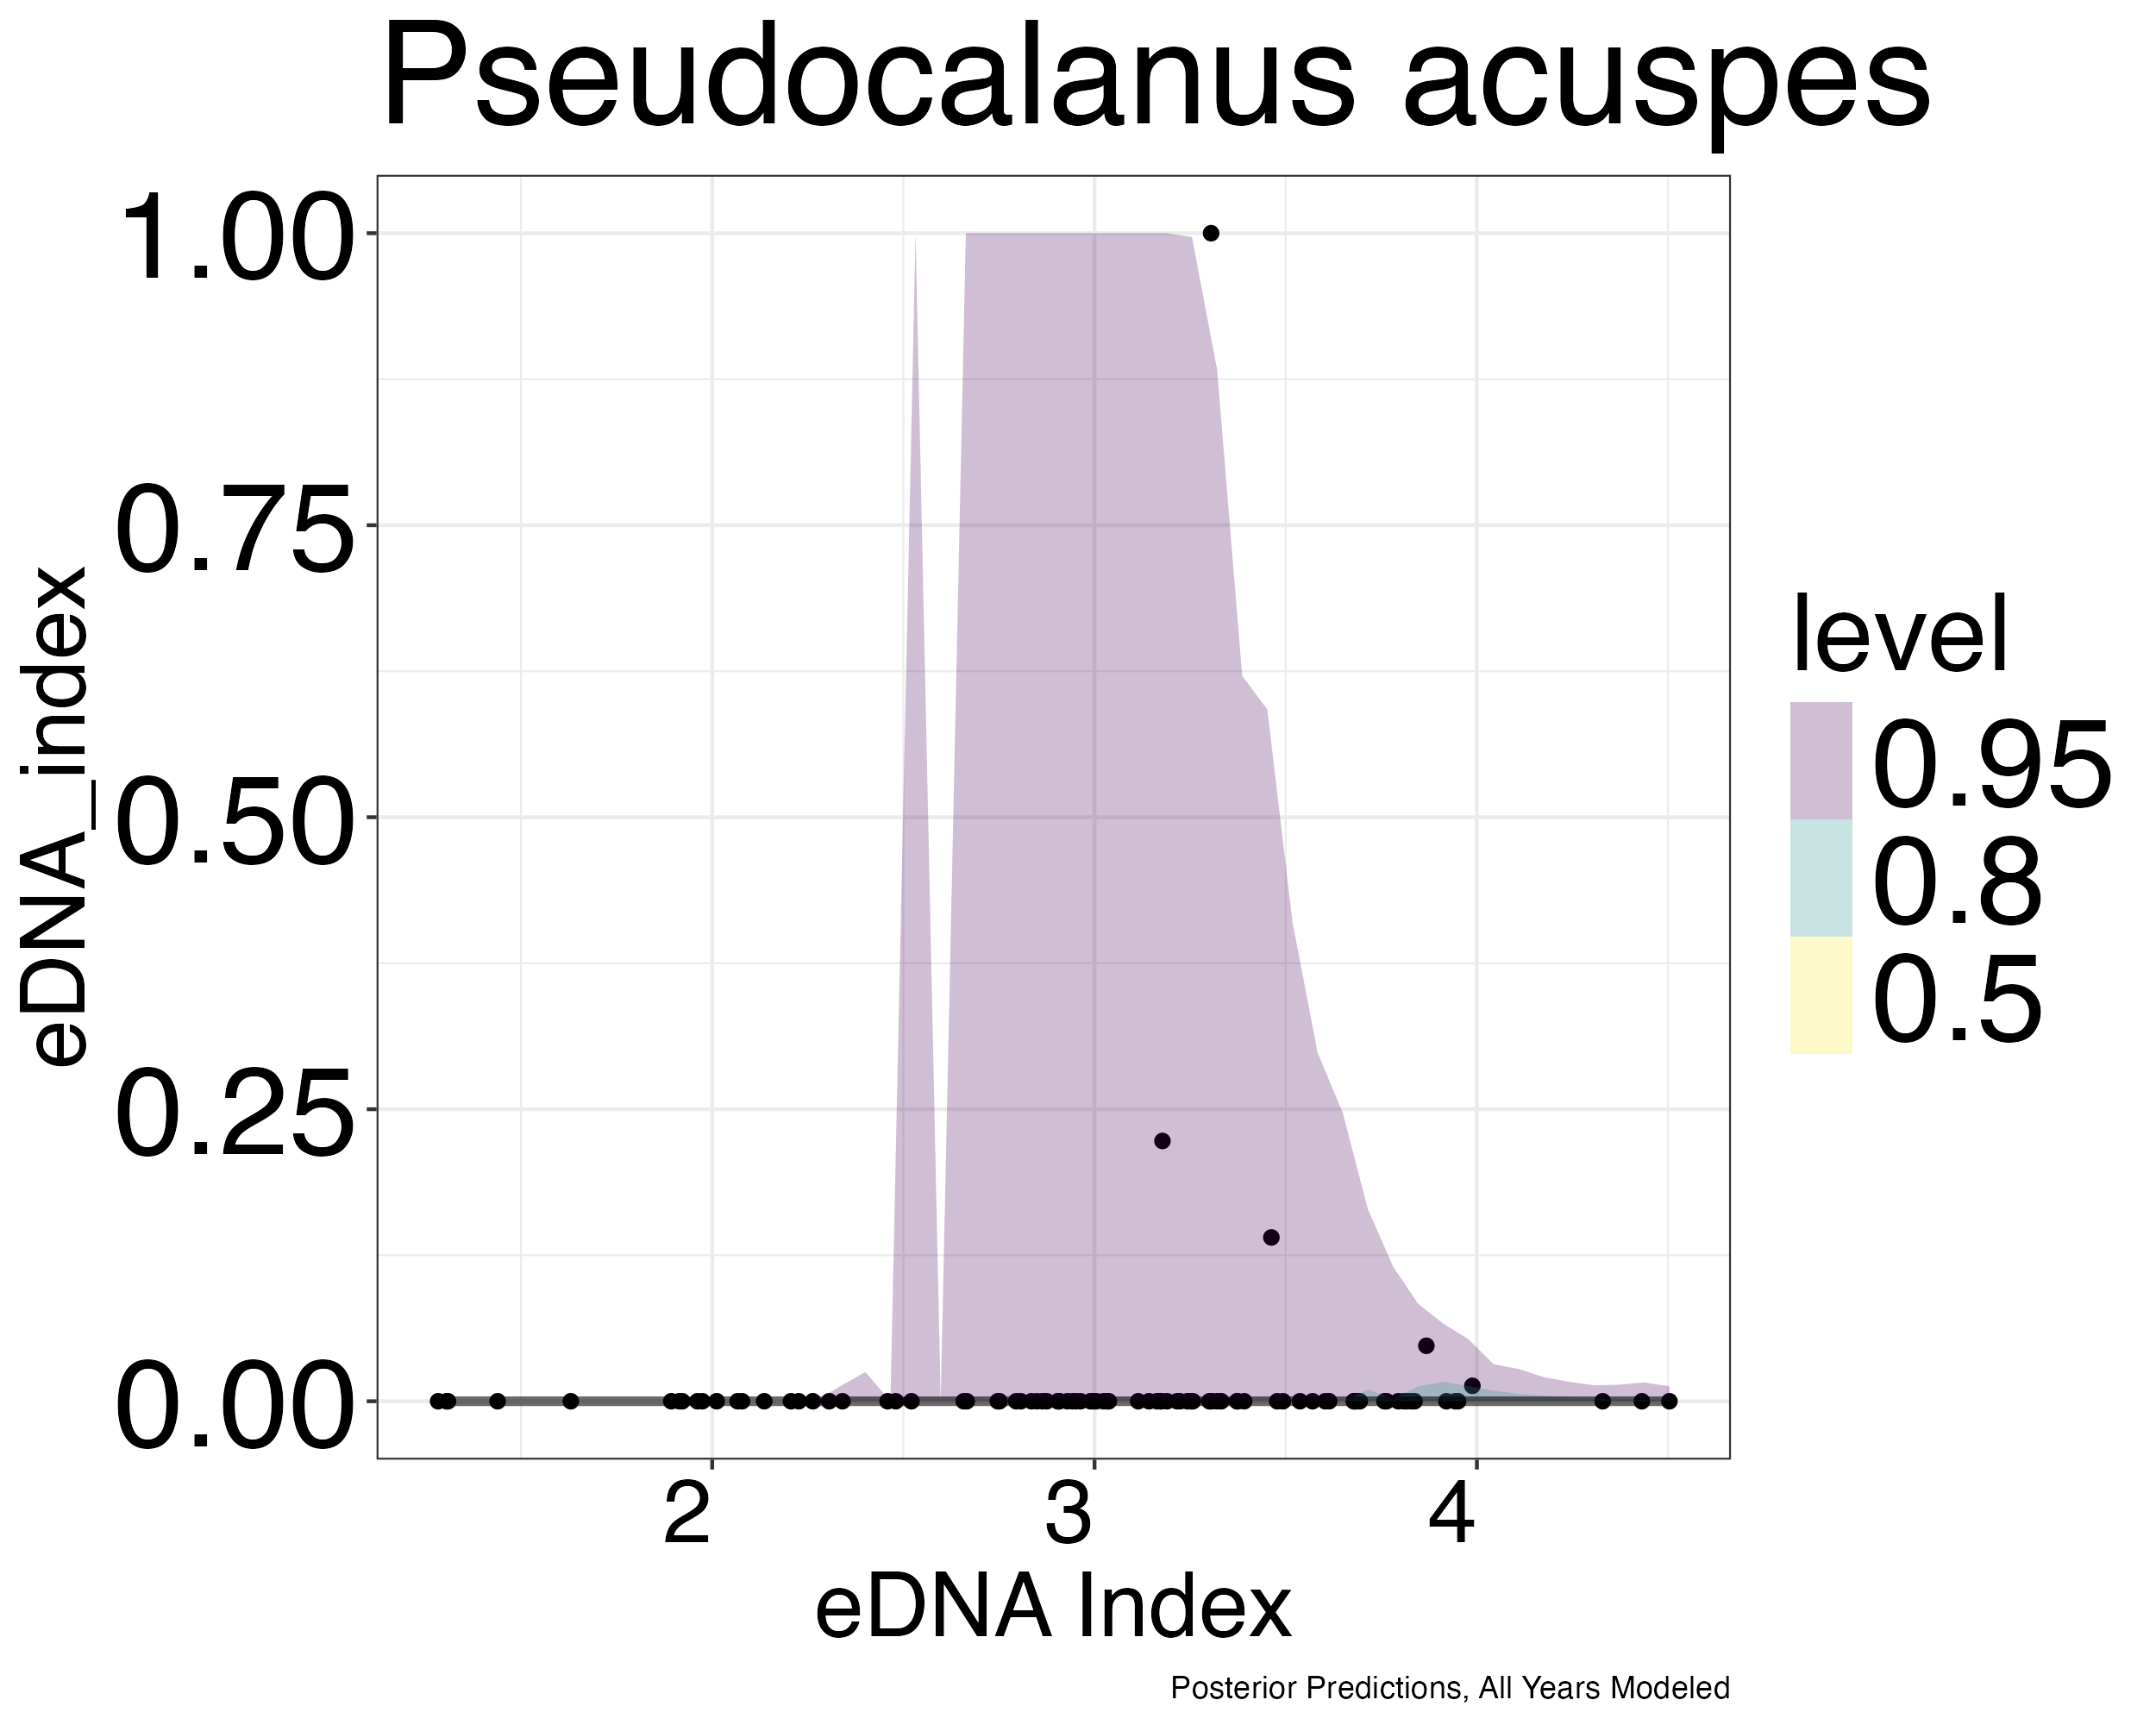 Pseudocalanus acuspes
1.00
0.75
0.50
0.25
0.00
eDNA_index
2 3 4
eDNA Index
level
0.95
0.8
0.5
Posterior Predictions, All Years Modeled